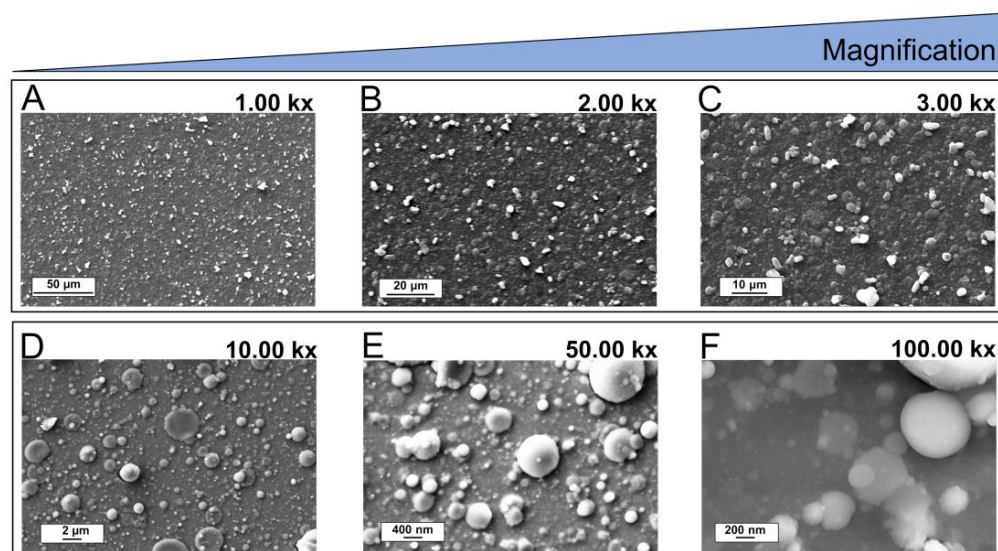 Magnification
A 1.00 kx
B 2.00 kx
C 3.00 kx
50 µm
20 µm
10 µm
D 10.00 kx
E 50.00 kx
F 100.00 kx
2 µm
400 nm
200 nm